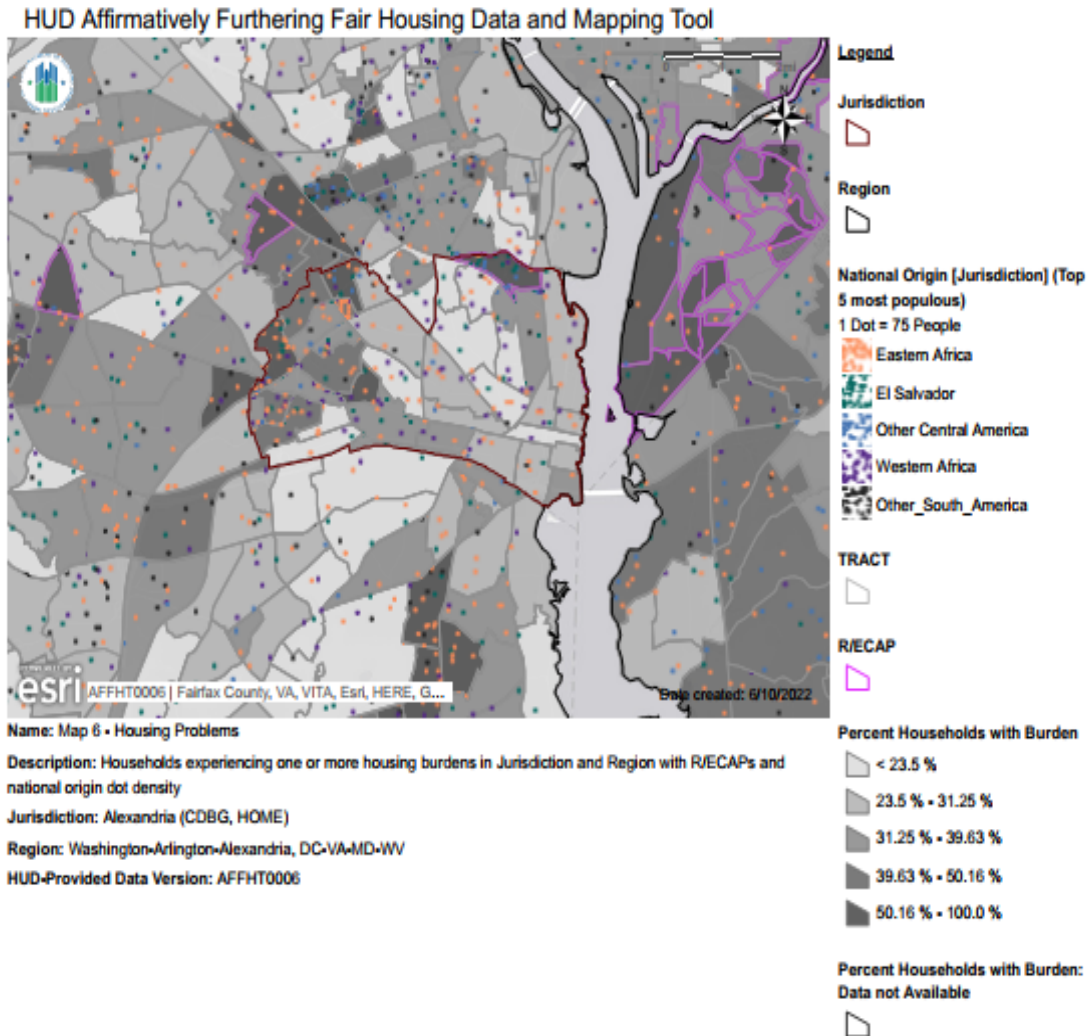 HUD Affirmatively Furthering Fair Housing Data and Mapping Tool
Legend
Jurisdiction
Region
National Origin [Jurisdiction] (Top
5 most populous)
1 Dot = 75 People
Eastern Africa
El Salvador
Other Central America
Western Africa
Other_South_America
TRACT
R/ECAP
Percent Households with Burden
< 23.5 %
23.5 % - 31.25 %
31.25 % - 39.63 %
39.63 % - 50.16 %
50.16 % - 100.0 %
Percent Households with Burden:
Data not Available
N
S
esri
AFFHT0006 | Fairfax County, VA, VITA, Esri, HERE, G...
Date created: 6/10/2022
Name: Map 6 - Housing Problems
Description: Households experiencing one or more housing burdens in Jurisdiction and Region with R/ECAPs and
national origin dot density
Jurisdiction: Alexandria (CDBG, HOME)
Region: Washington-Arlington-Alexandria, DC-VA-MD-WV
HUD-Provided Data Version: AFFHT0006